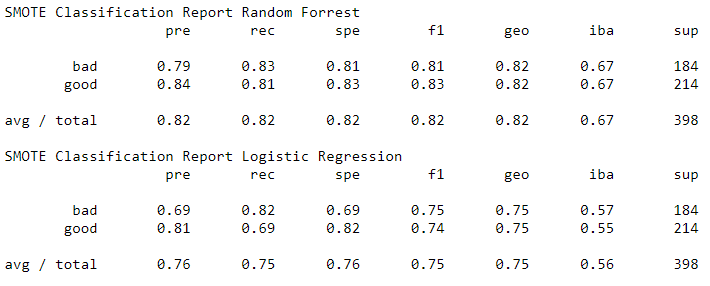 SMOTE Classification Report Random Forrest
pre rec spe f1 geo iba sup
bad 0.79 0.83 0.81 0.81 0.82 0.67 184
good 0.84 0.81 0.83 0.83 0.82 0.67 214
avg / total 0.82 0.82 0.82 0.82 0.82 0.67 398
SMOTE Classification Report Logistic Regression
pre rec spe f1 geo iba sup
bad 0.69 0.82 0.69 0.75 0.75 0.57 184
good 0.81 0.69 0.82 0.74 0.75 0.55 214
avg / total 0.76 0.75 0.76 0.75 0.75 0.56 398